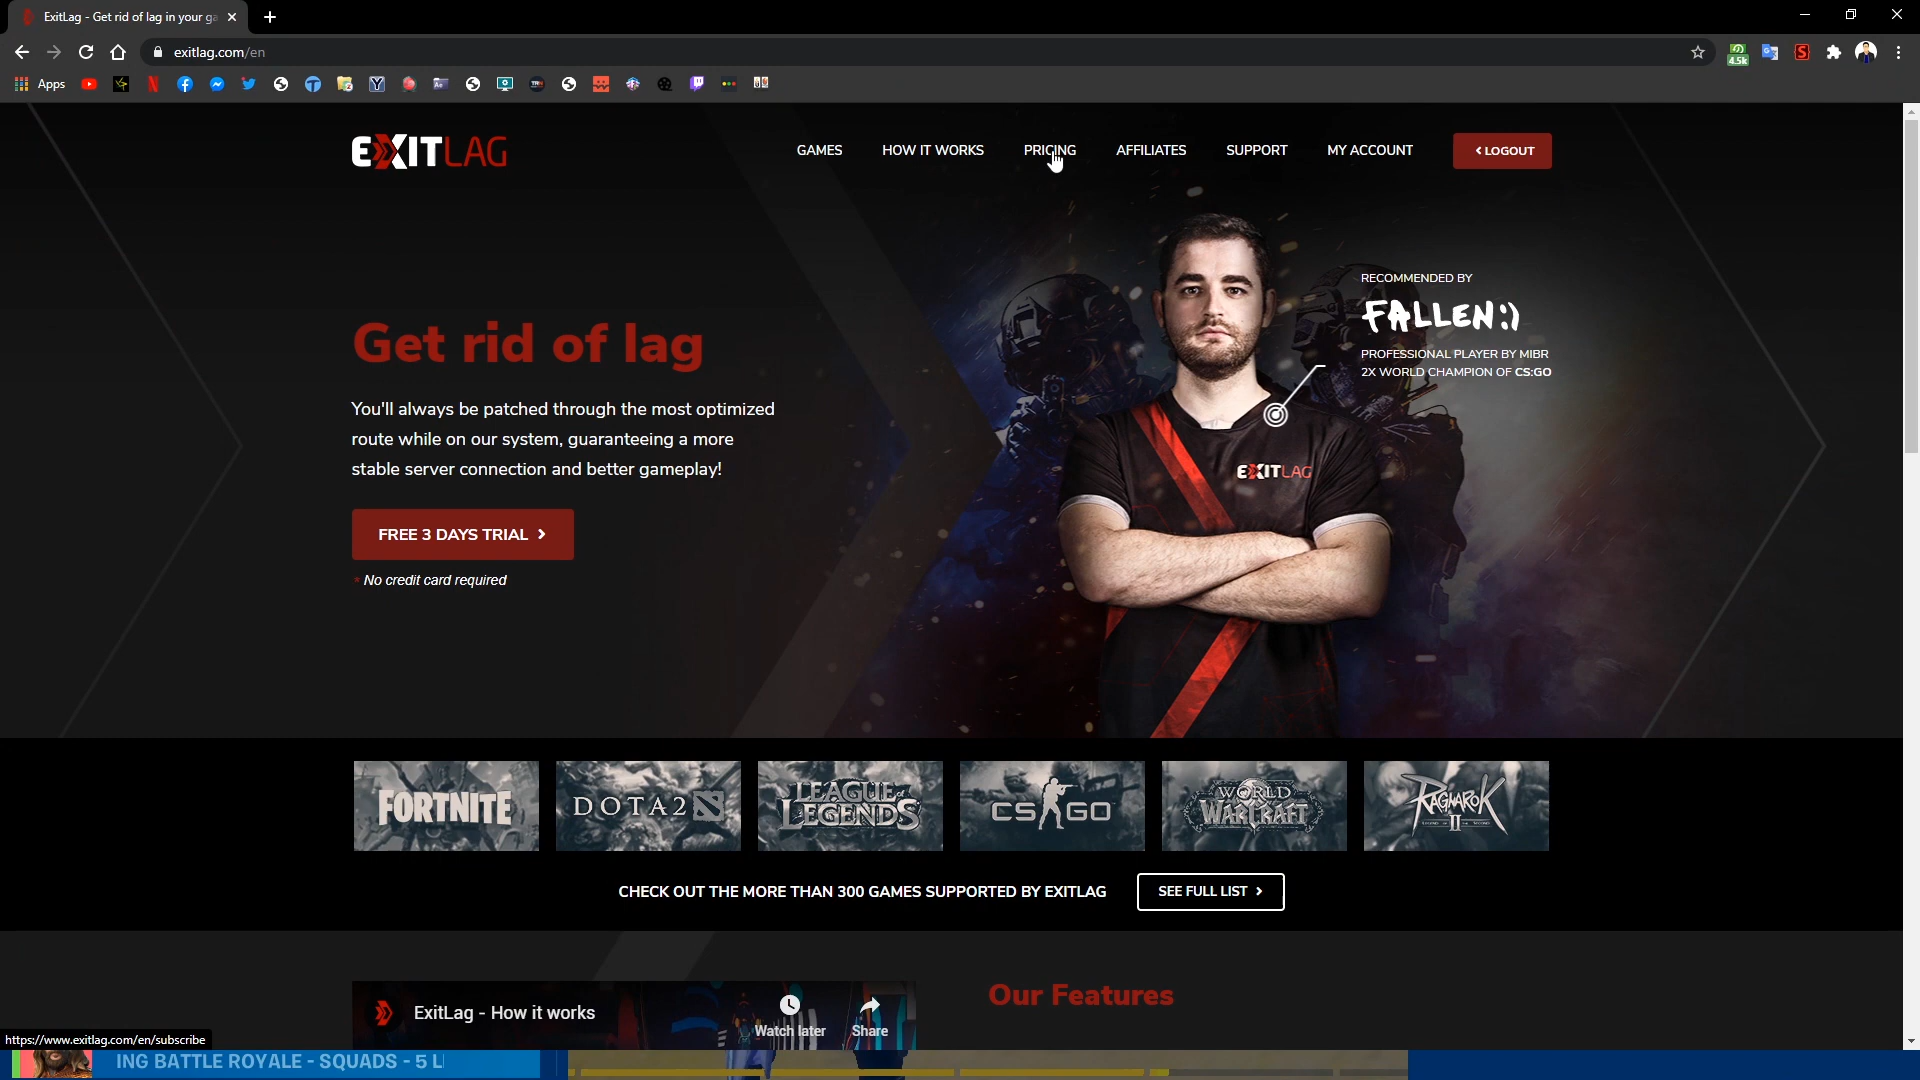 ExitLag - Get rid of lag in your ga
exitlag.com/en
4.5k
Apps
EXITLAG
GAMES
HOW IT WORKS
PRICING
AFFILIATES
SUPPORT
MY ACCOUNT
LOGOUT
RECOMMENDED BY
FALLEN:)
PROFESSIONAL PLAYER BY MIBR
2X WORLD CHAMPION OF CS:GO
Get rid of lag
You'll always be patched through the most optimized
route while on our system, guaranteeing a more
stable server connection and better gameplay!
EXITLAG
FREE 3 DAYS TRIAL
* No credit card required
FORTNITE
DOTA 2
LEAGUE of LEGENDS
CS GO
WORLD WARCRAFT
RAGNAROK II
CHECK OUT THE MORE THAN 300 GAMES SUPPORTED BY EXITLAG
SEE FULL LIST
ExitLag - How it works
Watch later
Share
Our Features
https://www.exitlag.com/en/subscribe
ING BATTLE ROYALE - SQUADS - 5 L